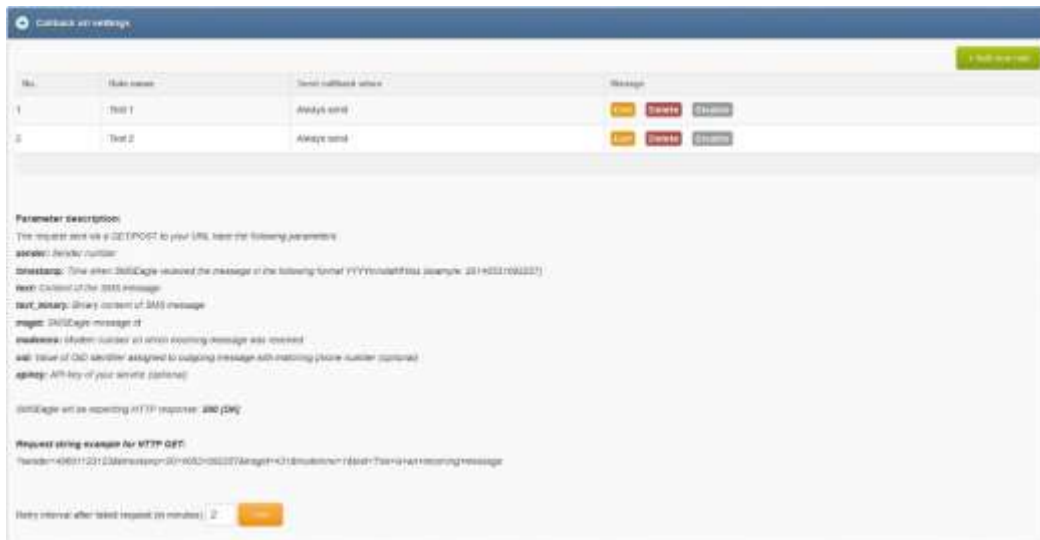 Callback url settings
+ Add new rule
No. Rule name Send callback when Message
1 Test 1 Always send Edit Delete Disable
2 Test 2 Always send Edit Delete Disable
Parameter description:
The request sent via a GET/POST to your URL have the following parameters:
sender: Sender number
timestamp: Time when SMSEagle received the message in the following format
text: Content of the SMS message
text_binary: Binary content of SMS message
msgid: SMSEagle message id
modemno: Modem number on which incoming message was received
oid: Value of OID identifier assigned to outgoing message with matching phone number (optional)
apikey: API key of your service (optional)
SMSEagle will be expecting HTTP response: 200 [OK]
Request string example for HTTP GET:
Retry interval after failed request (in minutes) 2